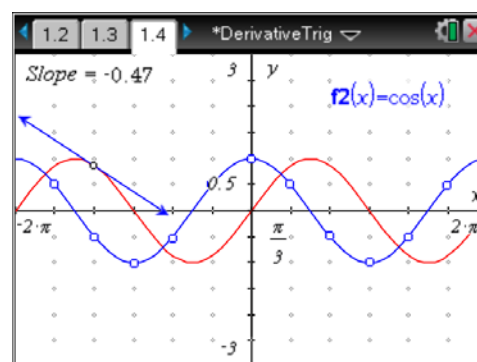 1.2 1.3 1.4 *DerivativeTrig
Slope = -0.47 3 y
f2(x)=cos(x)
0.5 x
-2·π π/3 2·π
-3